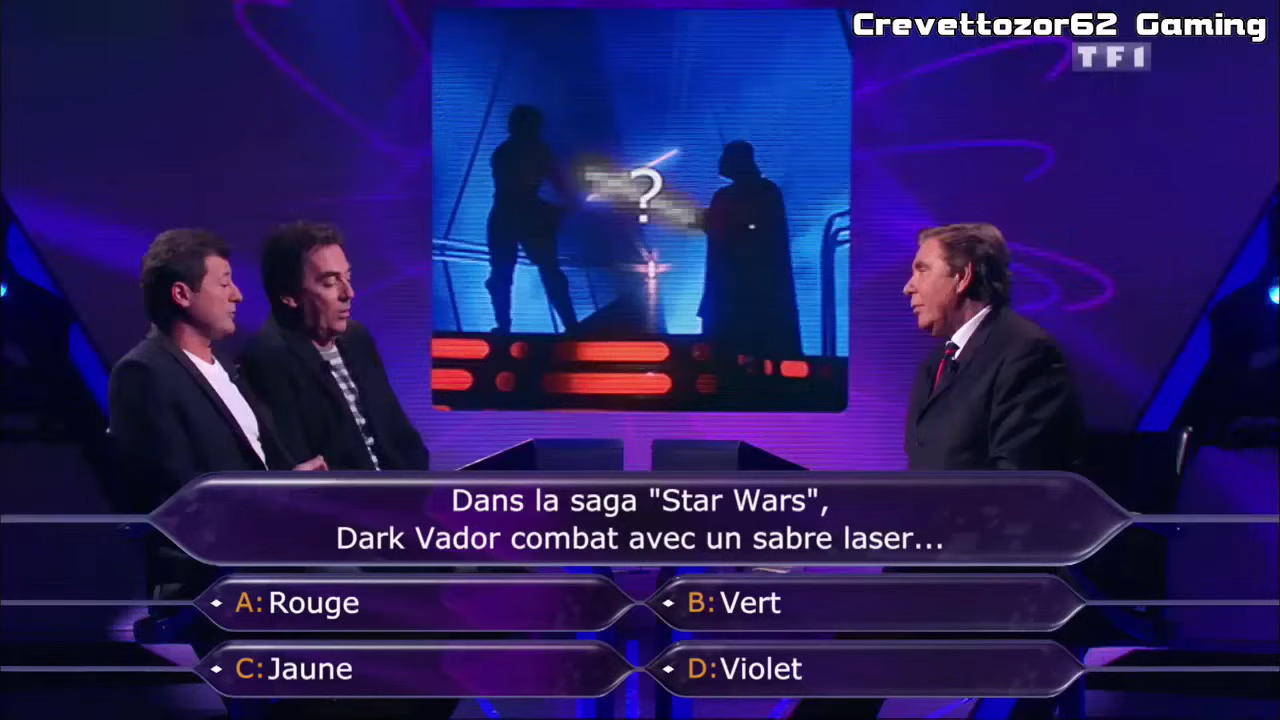 Crevettozor62 Gaming
TF1
?
Dans la saga "Star Wars",
Dark Vador combat avec un sabre laser...
A: Rouge
B: Vert
C: Jaune
D: Violet